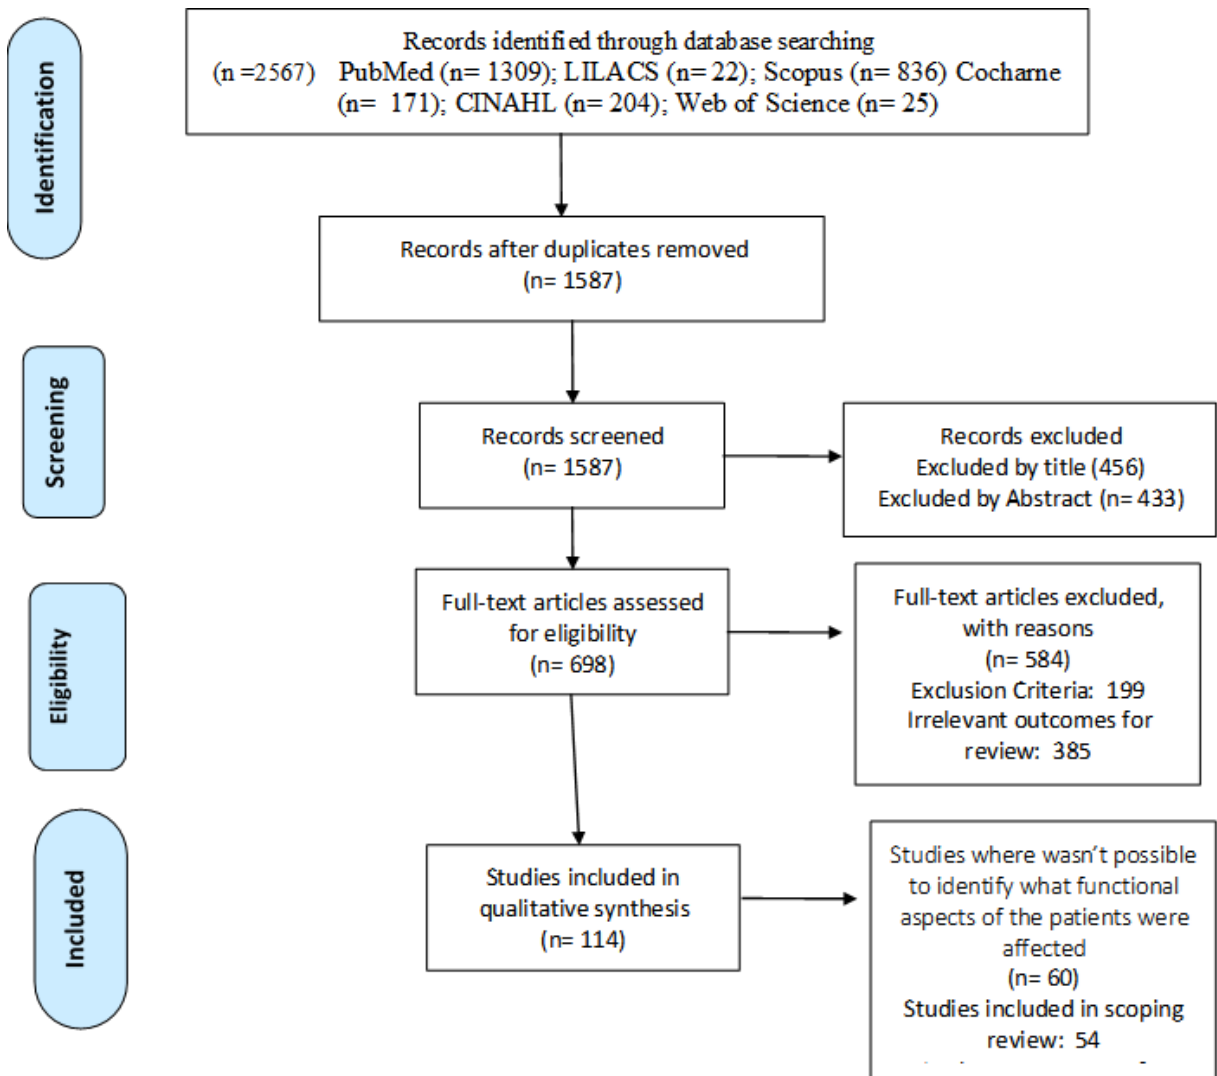 Identification
Records identified through database searching
(n =2567) PubMed (n= 1309); LILACS (n= 22); Scopus (n= 836) Cocharne
(n= 171); CINAHL (n= 204); Web of Science (n= 25)
Records after duplicates removed
(n= 1587)
Screening
Records screened
(n= 1587)
Records excluded
Excluded by title (456)
Excluded by Abstract (n= 433)
Eligibility
Full-text articles assessed
for eligibility
(n= 698)
Full-text articles excluded,
with reasons
(n= 584)
Exclusion Criteria: 199
Irrelevant outcomes for
review: 385
Included
Studies included in
qualitative synthesis
(n= 114)
Studies where wasn't possible
to identify what functional
aspects of the patients were
affected
(n= 60)
Studies included in scoping
review: 54